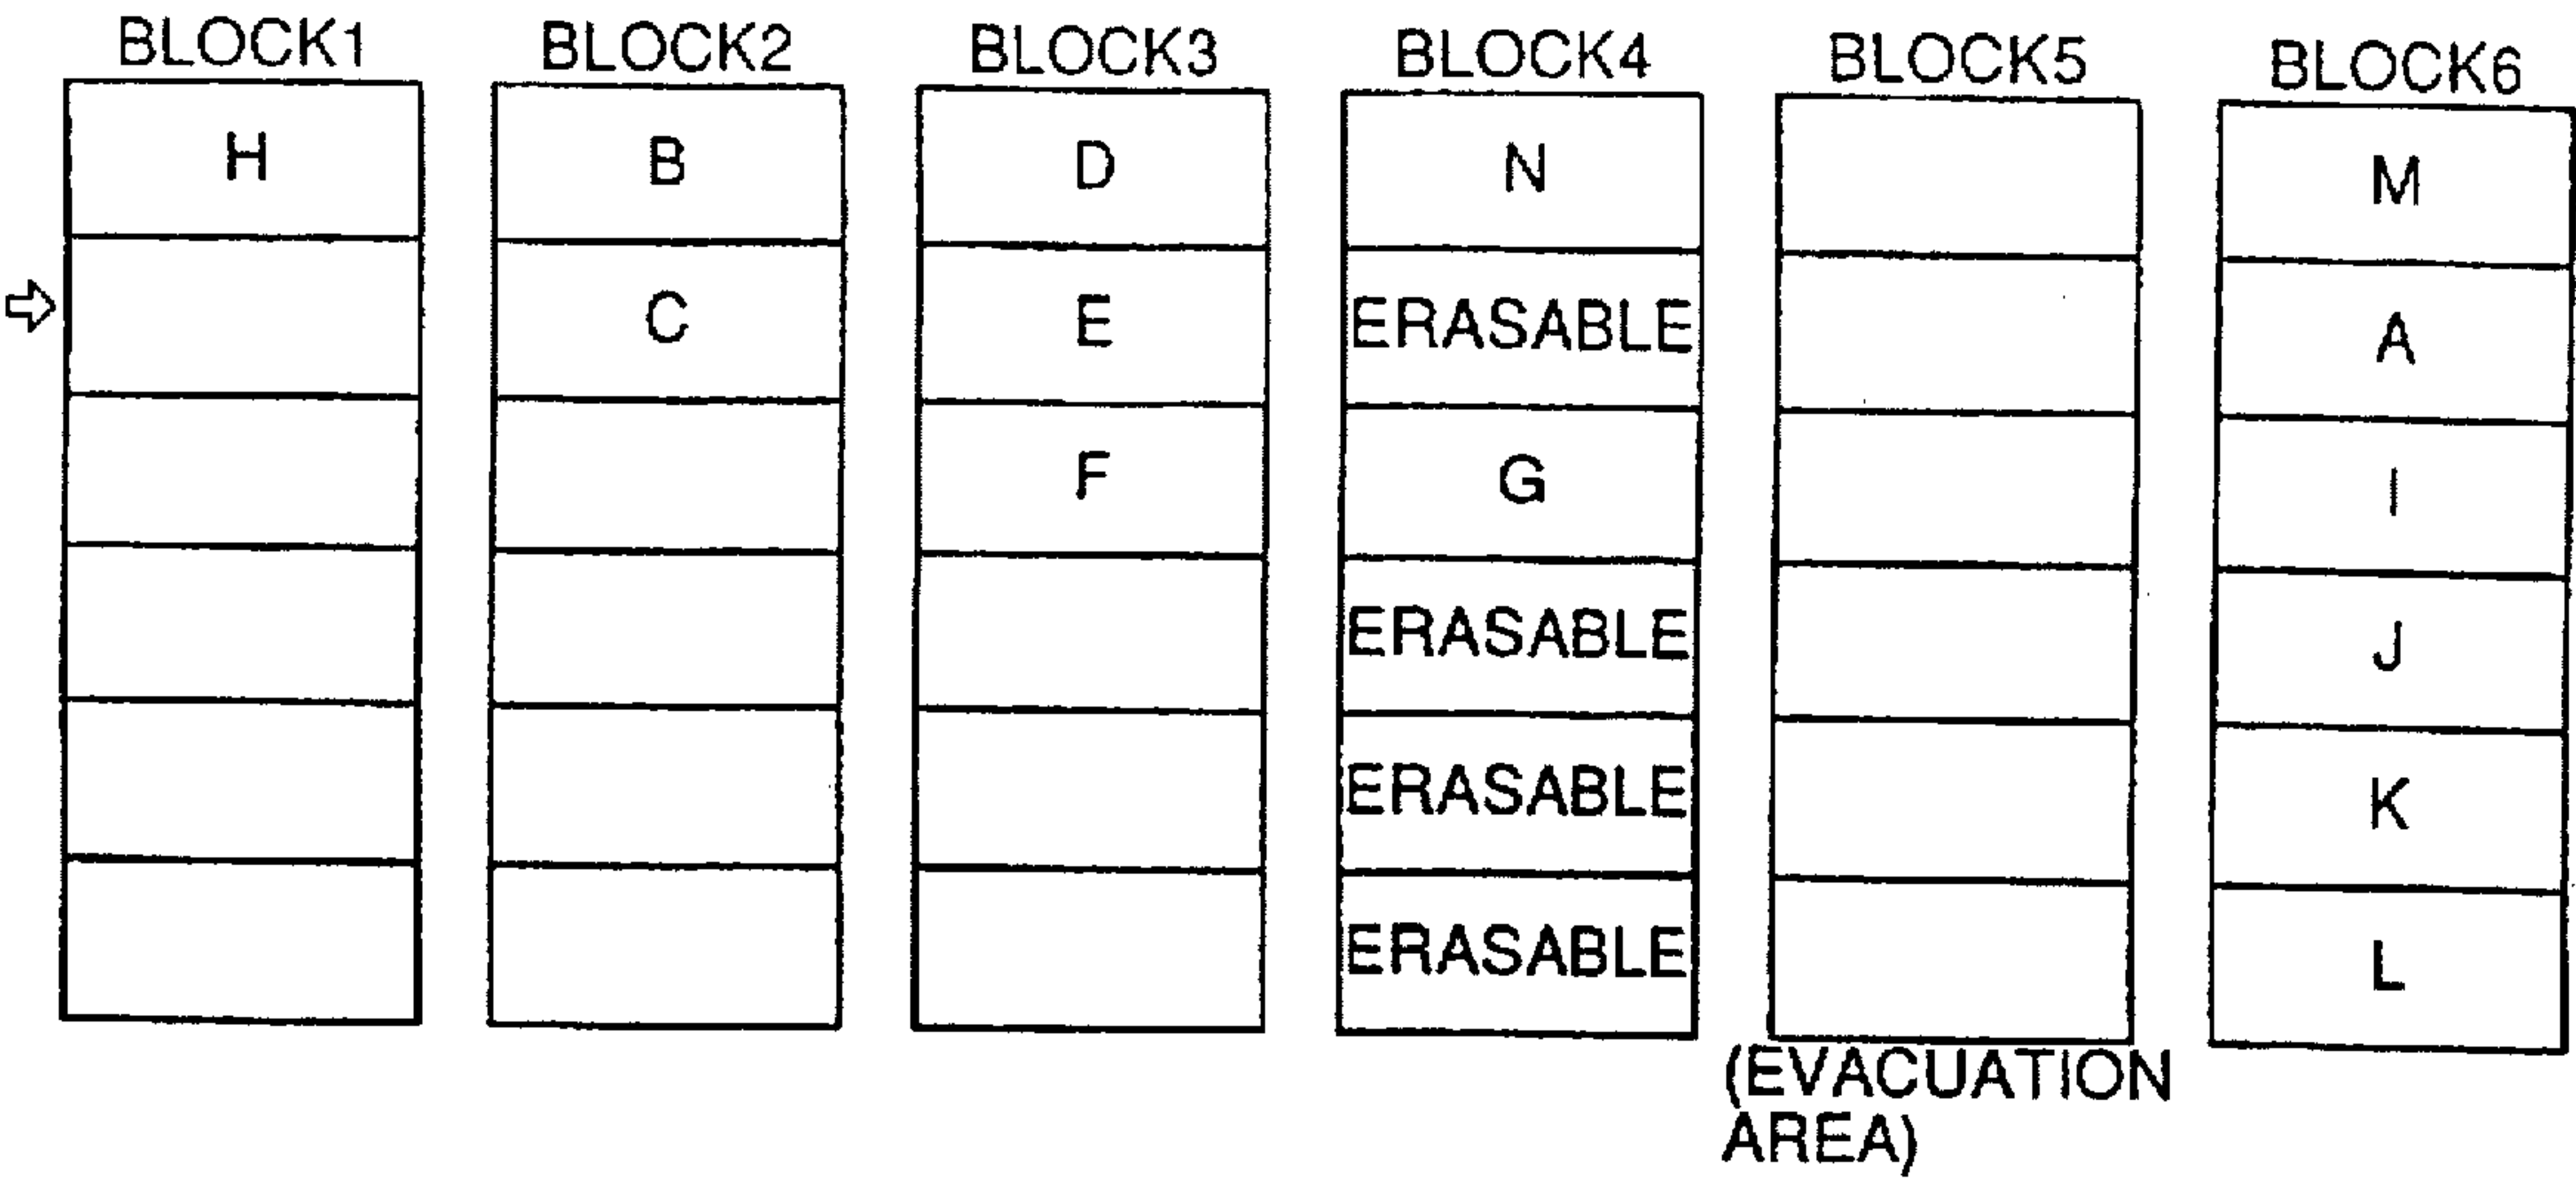 BLOCK1 BLOCK2 BLOCK3 BLOCK4 BLOCK5 BLOCK6
H B D N M
C E ERASABLE A
F G I
ERASABLE J
ERASABLE K
ERASABLE L
(EVACUATION
AREA)